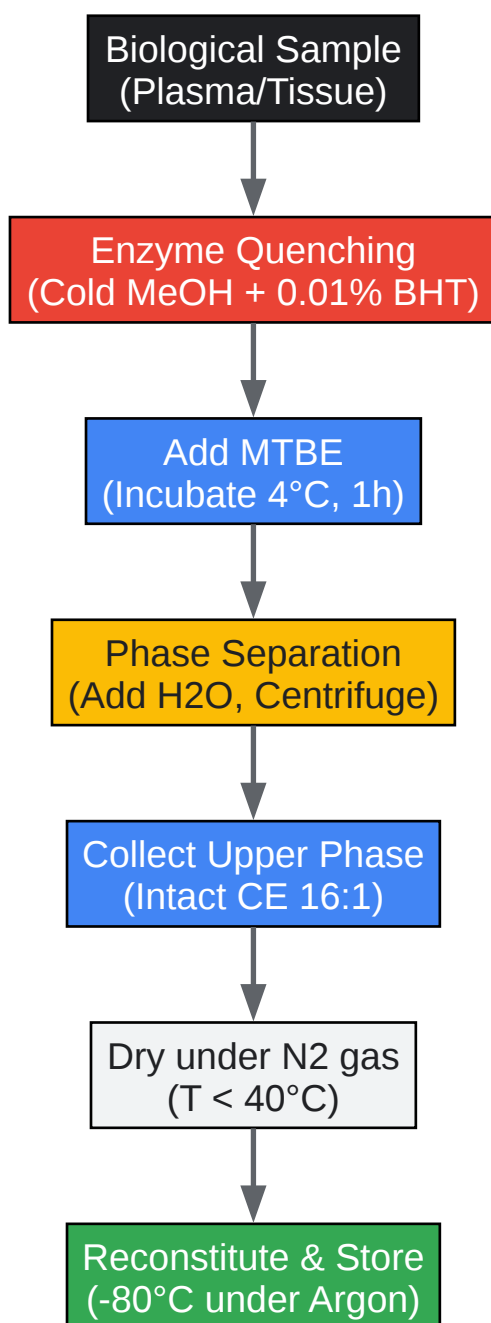 Biological Sample
(Plasma/Tissue)
Enzyme Quenching
(Cold MeOH + 0.01% BHT)
Add MTBE
(Incubate 4°C, 1h)
Phase Separation
(Add H2O, Centrifuge)
Collect Upper Phase
(Intact CE 16:1)
Dry under N2 gas
(T < 40°C)
Reconstitute & Store
(-80°C under Argon)